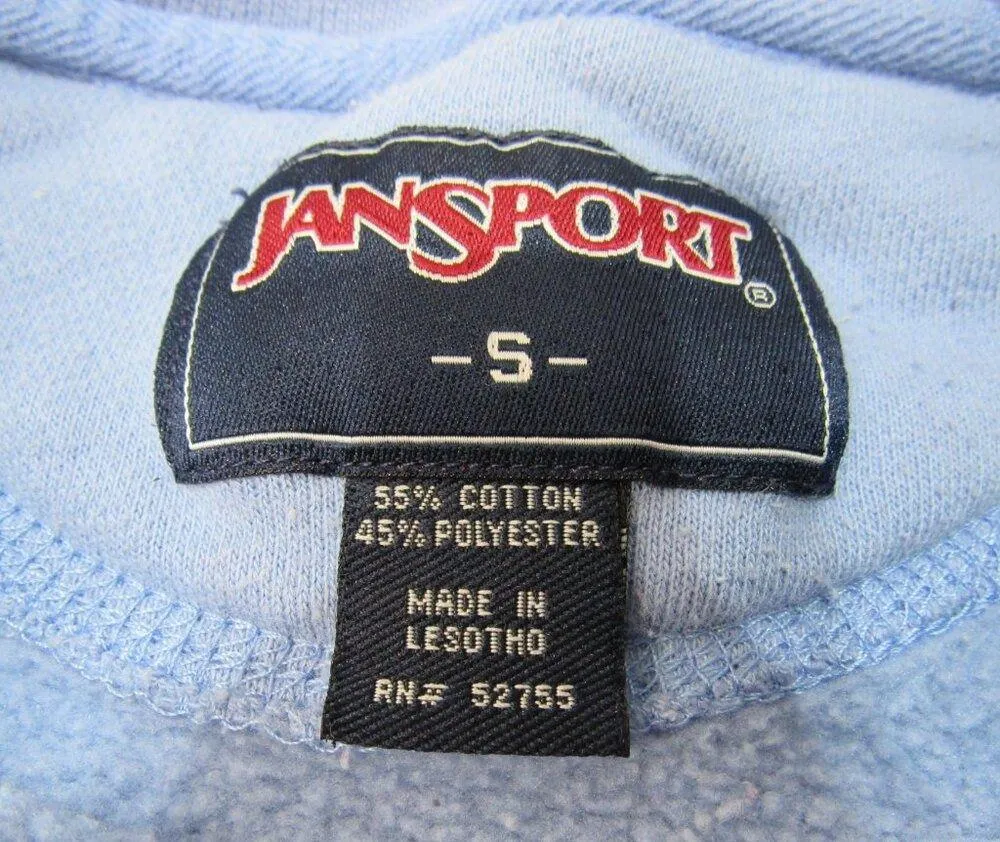 JANSPORT®
-S-
55% COTTON
45% POLYESTER
MADE IN
LESOTHO
RN# 52755